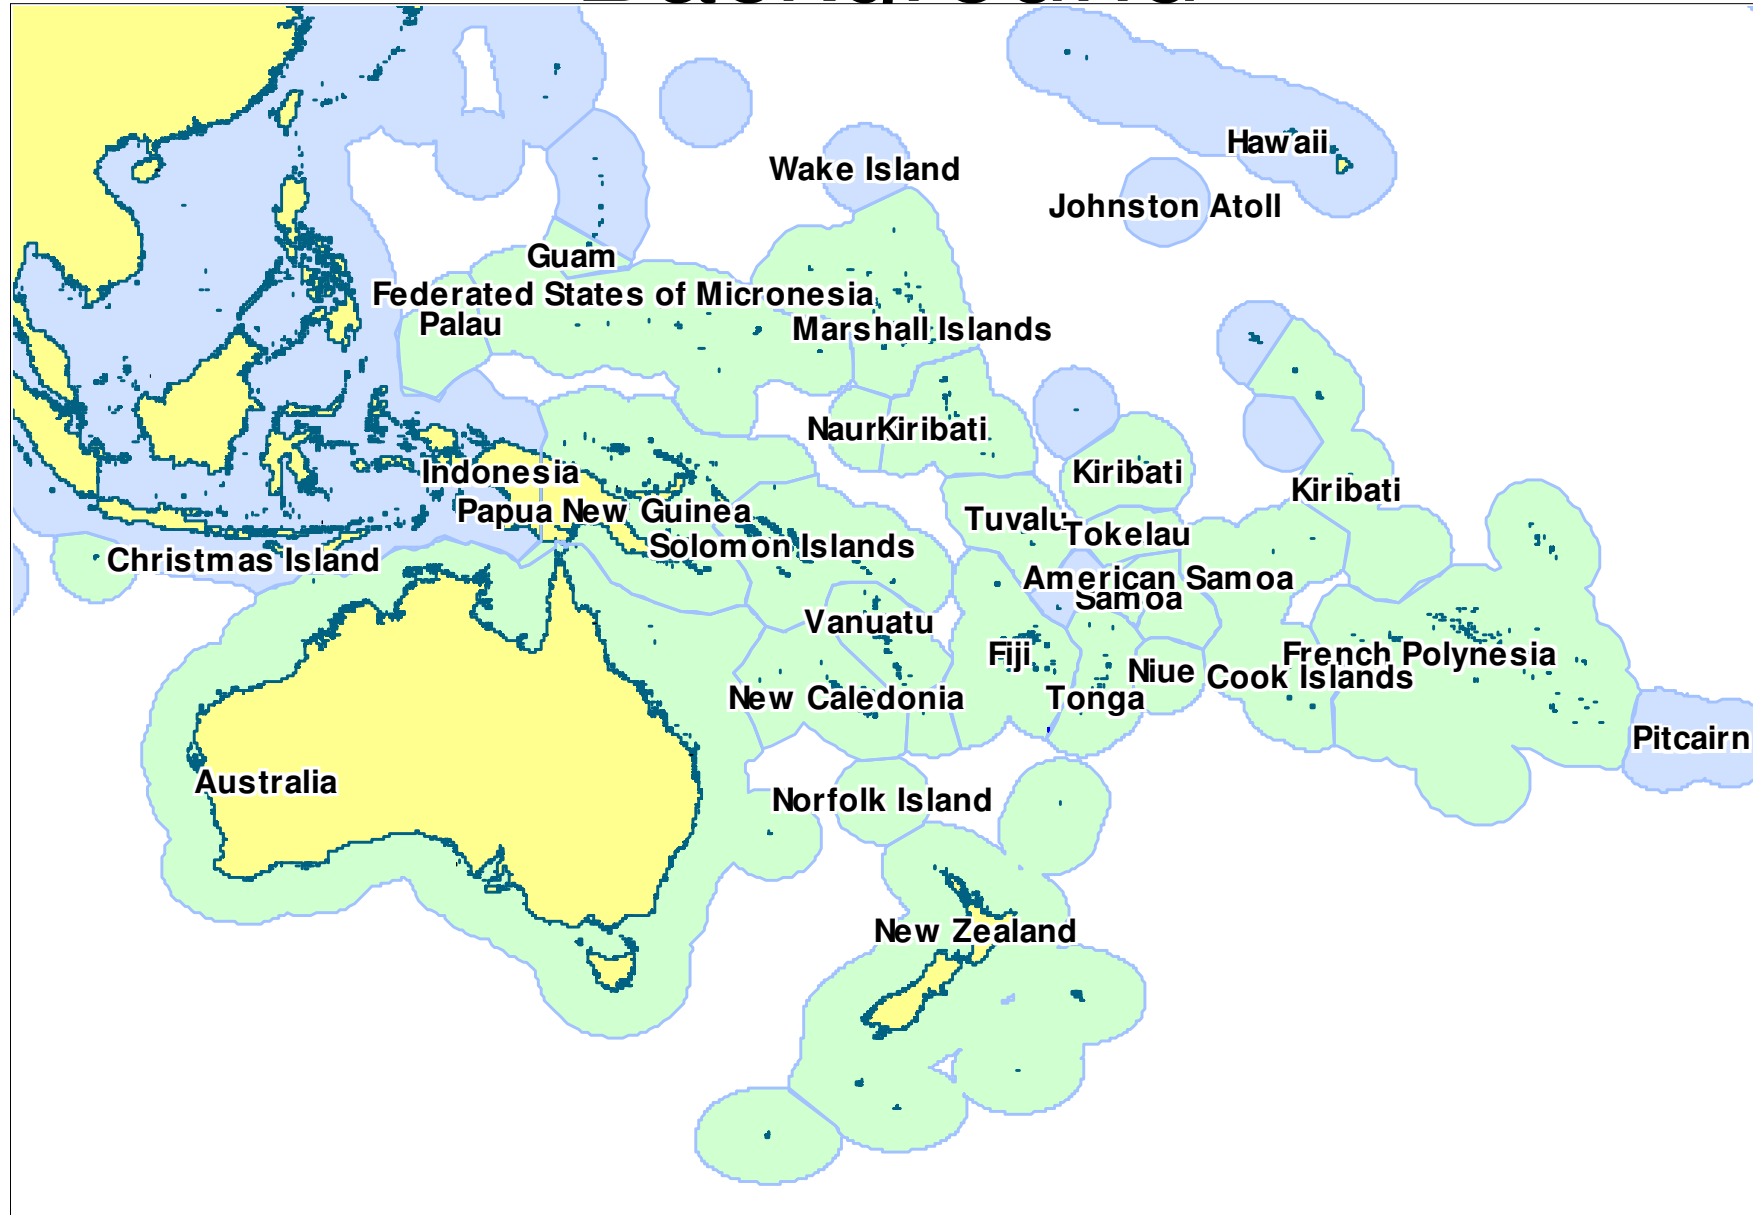 Hawaii
Wake Island
Johnston Atoll
Guam
Federated States of Micronesia
Palau
Marshall Islands
Kiribati
Indonesia
Kiribati
Kiribati
Papua New Guinea
Tuvalu
Tokelau
Solomon Islands
Christmas Island
American Samoa
Samoa
Vanuatu
Fiji
French Polynesia
Niue
Cook Islands
New Caledonia
Tonga
Pitcairn
Australia
Norfolk Island
New Zealand